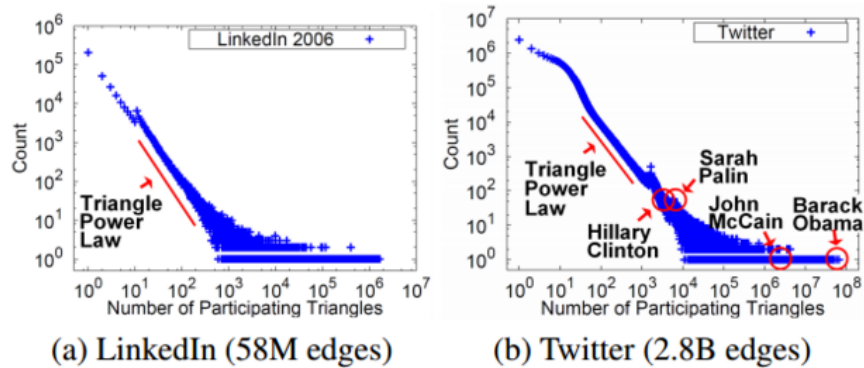 LinkedIn 2006
10^6
10^5
10^4
10^3
10^2
10^1
10^0
Count
Triangle
Power
Law
10^0 10^1 10^2 10^3 10^4 10^5 10^6 10^7
Number of Participating Triangles
(a) LinkedIn (58M edges)
Twitter
10^7
10^6
10^5
10^4
10^3
10^2
10^1
10^0
Count
Triangle
Power
Law
Sarah
Palin
Hillary
Clinton
John
McCain
Barack
Obama
10^0 10^1 10^2 10^3 10^4 10^5 10^6 10^7 10^8
Number of Participating Triangles
(b) Twitter (2.8B edges)